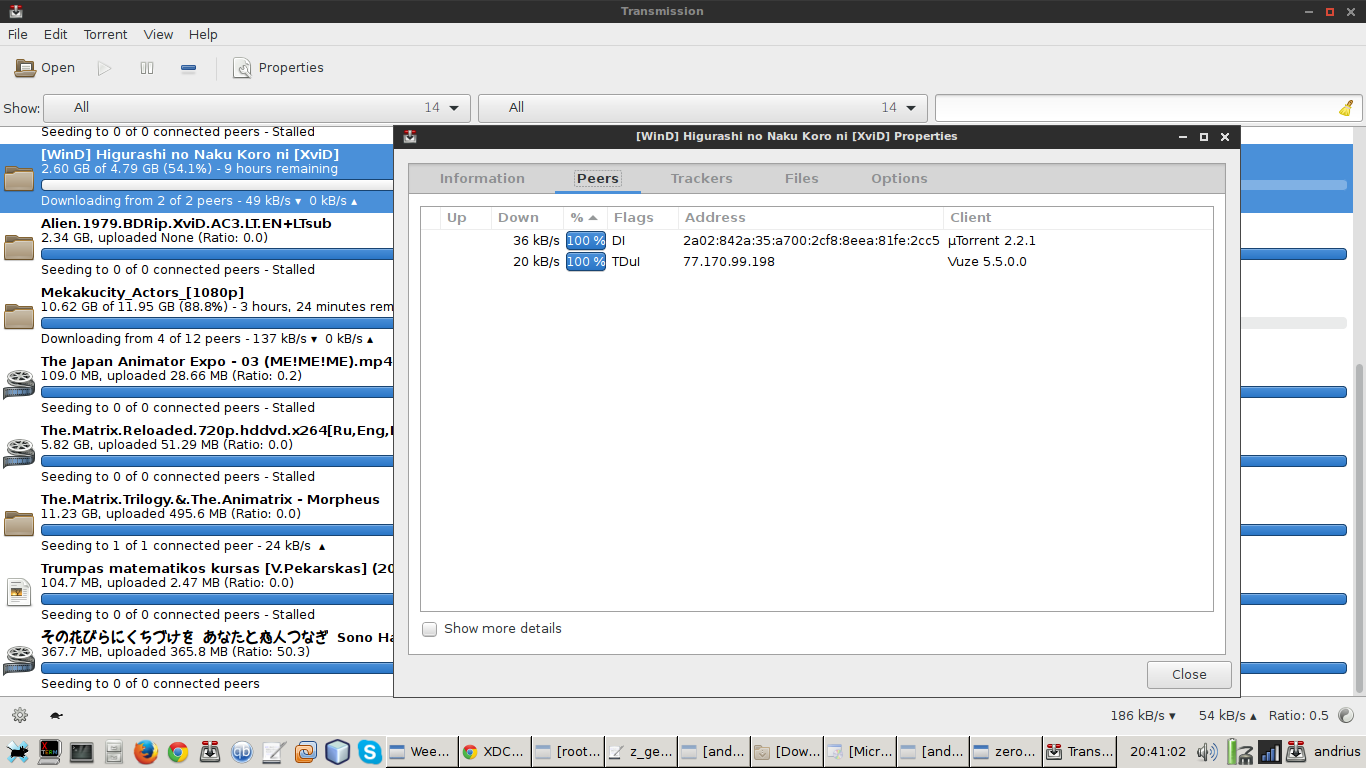 Transmission
File Edit Torrent View Help
Open Properties
Show: All 14 All 14
Seeding to 0 of 0 connected peers - Stalled
[WinD] Higurashi no Naku Koro ni [XviD]
2.60 GB of 4.79 GB (54.1%) - 9 hours remaining
Downloading from 2 of 2 peers - 49 kB/s ▾ 0 kB/s ▴
Alien.1979.BDRip.XviD.AC3.LT.EN+LTsub
2.34 GB, uploaded None (Ratio: 0.0)
Seeding to 0 of 0 connected peers - Stalled
Mekakucity_Actors_[1080p]
10.62 GB of 11.95 GB (88.8%) - 3 hours, 24 minutes rem
Downloading from 4 of 12 peers - 137 kB/s ▾ 0 kB/s ▴
The Japan Animator Expo - 03 (ME!ME!ME).mp4
109.0 MB, uploaded 28.66 MB (Ratio: 0.2)
Seeding to 0 of 0 connected peers - Stalled
The.Matrix.Reloaded.720p.hddvd.x264[Ru,Eng,
5.82 GB, uploaded 51.29 MB (Ratio: 0.0)
Seeding to 0 of 0 connected peers - Stalled
The.Matrix.Trilogy.&.The.Animatrix - Morpheus
11.23 GB, uploaded 495.6 MB (Ratio: 0.0)
Seeding to 1 of 1 connected peer - 24 kB/s ▴
Trumpas matematikos kursas [V.Pekarskas] (20
104.7 MB, uploaded 2.47 MB (Ratio: 0.0)
Seeding to 0 of 0 connected peers - Stalled
その花びらにくちづけを あなたと恋人つなぎ Sono Ha
367.7 MB, uploaded 365.8 MB (Ratio: 50.3)
Seeding to 0 of 0 connected peers
[WinD] Higurashi no Naku Koro ni [XviD] Properties
Information Peers Trackers Files Options
Up Down % Flags Address Client
36 kB/s 100 % DI 2a02:842a:35:a700:2cf8:8eea:81fe:2cc5 µTorrent 2.2.1
20 kB/s 100 % TDuI 77.170.99.198 Vuze 5.5.0.0
Show more details
Close
186 kB/s ▾ 54 kB/s ▴ Ratio: 0.5
X TERM qb Wee... XDC... [root... z_ge... [and... [Dow... [Micr... [and... zero... Trans... 20:41:02 andrius